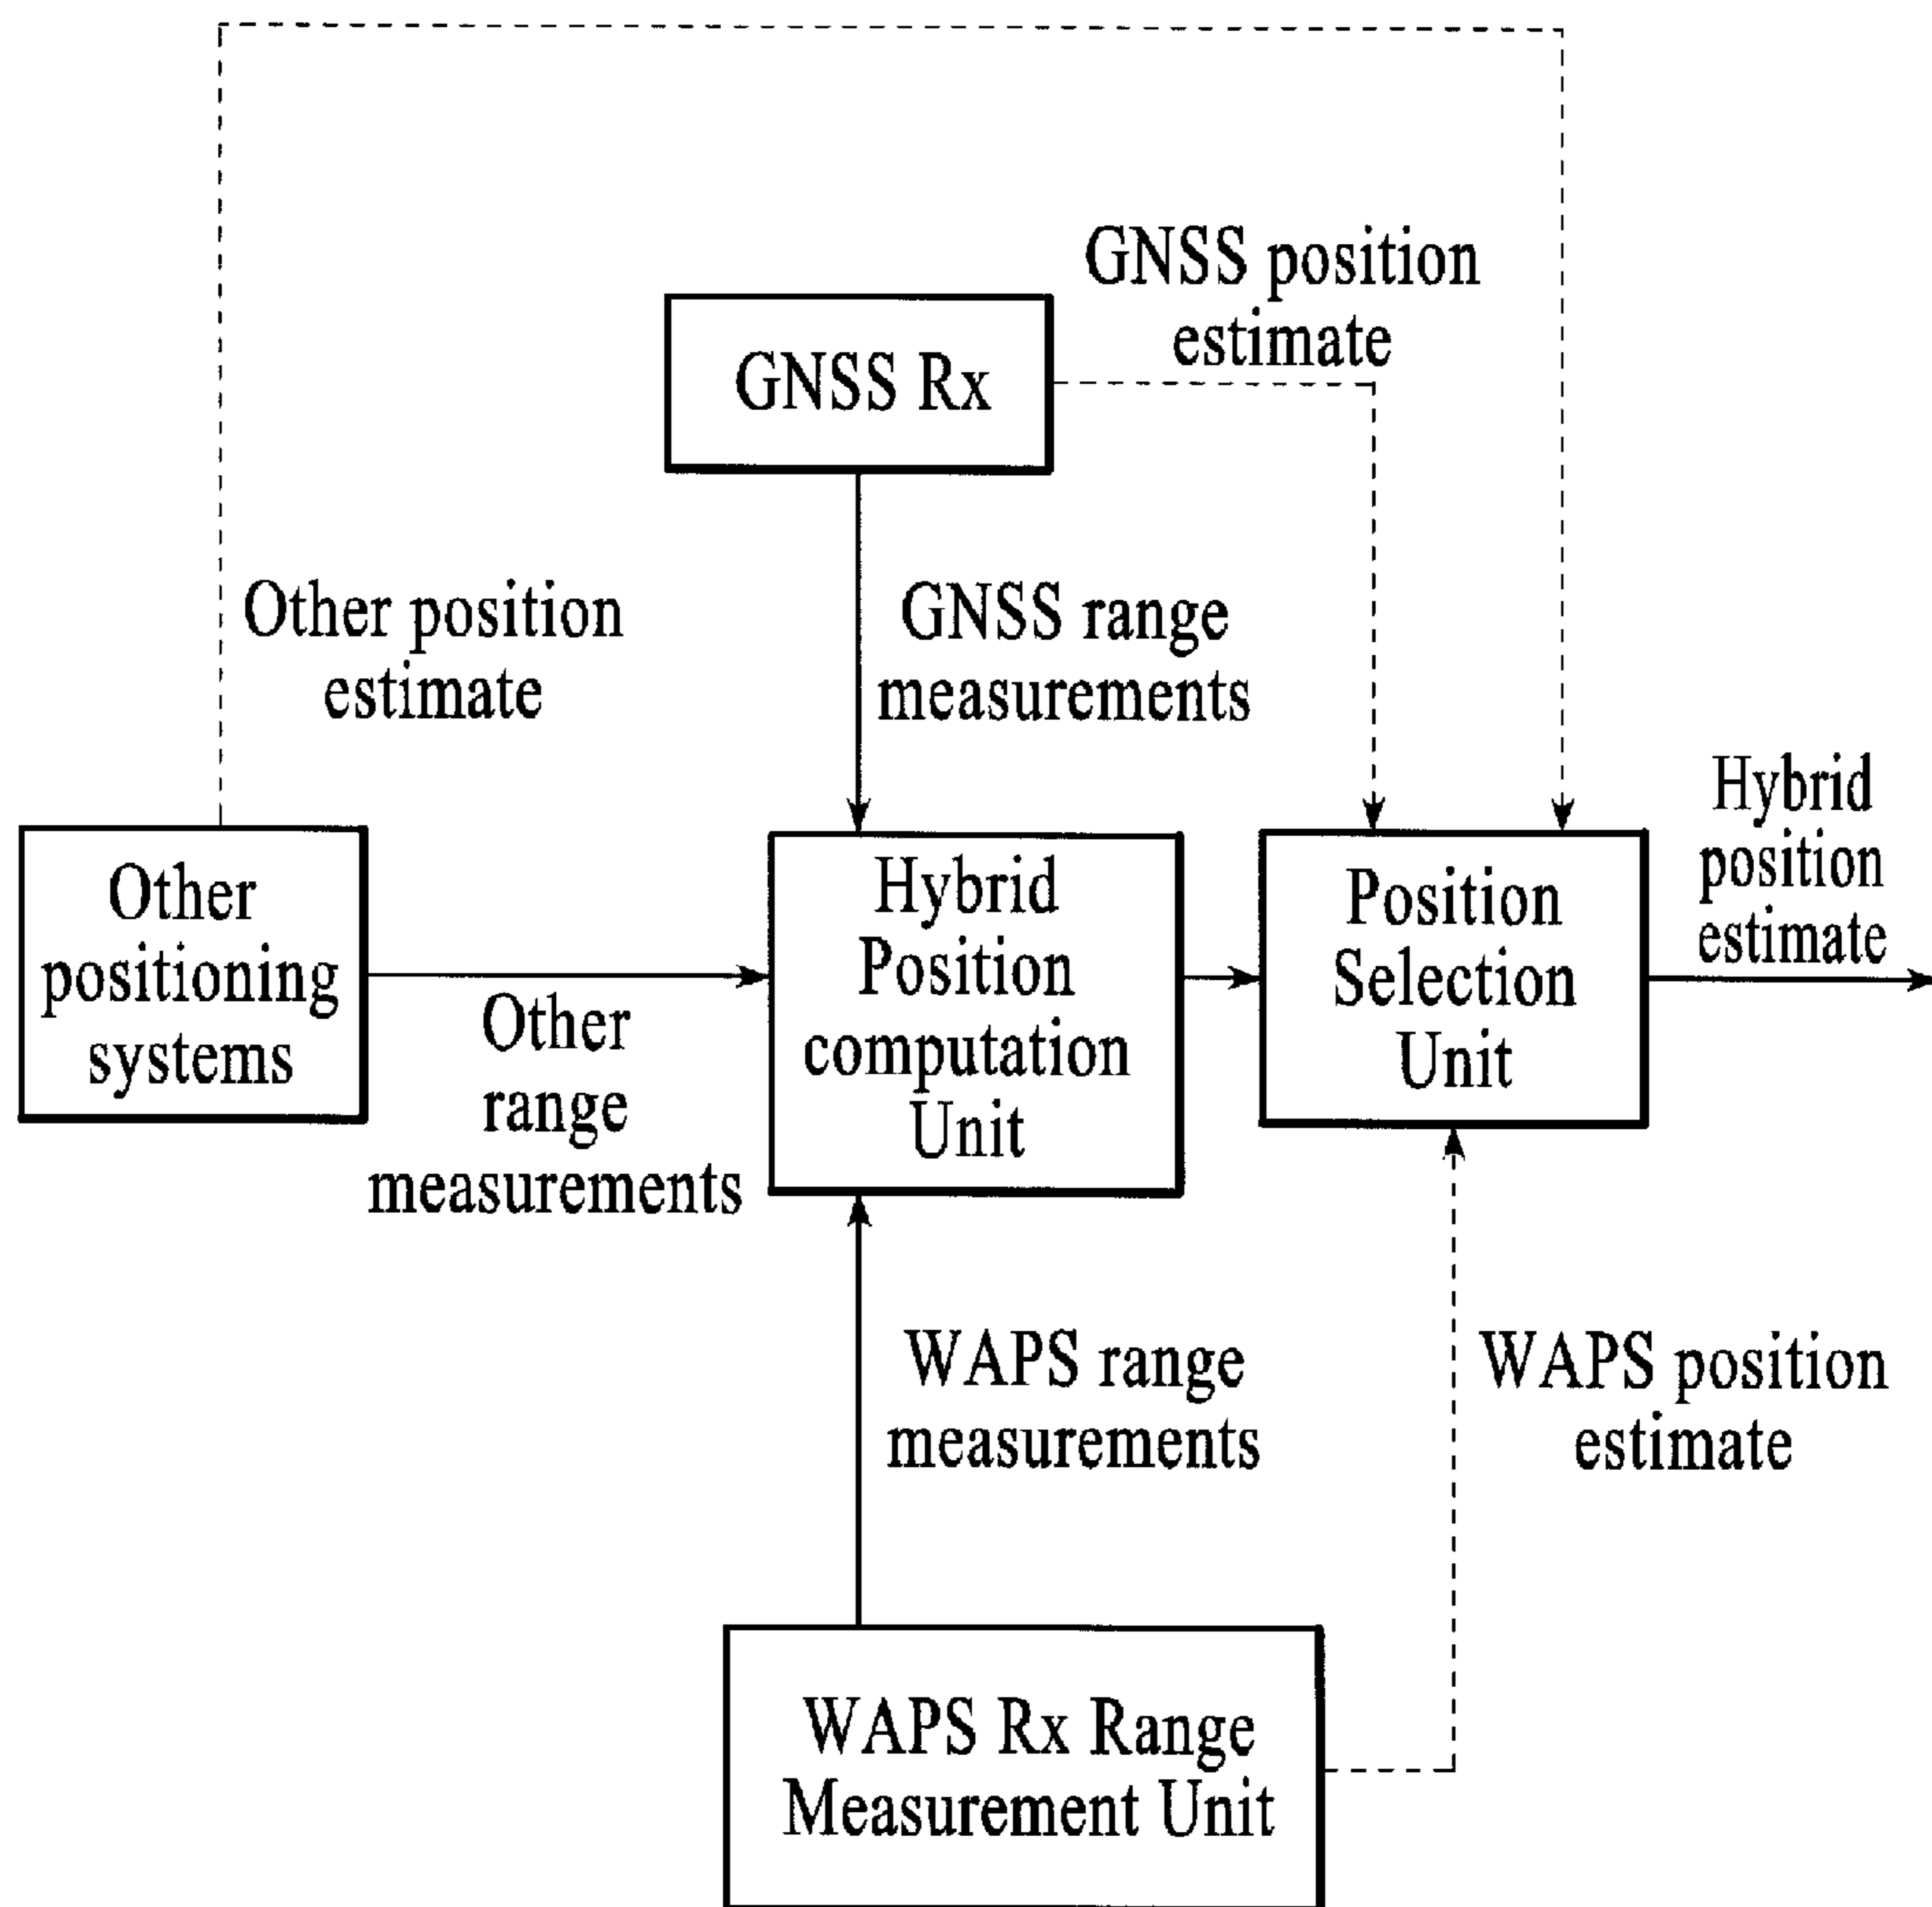 GNSS position
estimate
GNSS Rx
Other position
estimate
GNSS range
measurements
Hybrid
position
estimate
Other
positioning
systems
Other
range
measurements
Hybrid
Position
computation
Unit
Position
Selection
Unit
WAPS range
measurements
WAPS position
estimate
WAPS Rx Range
Measurement Unit